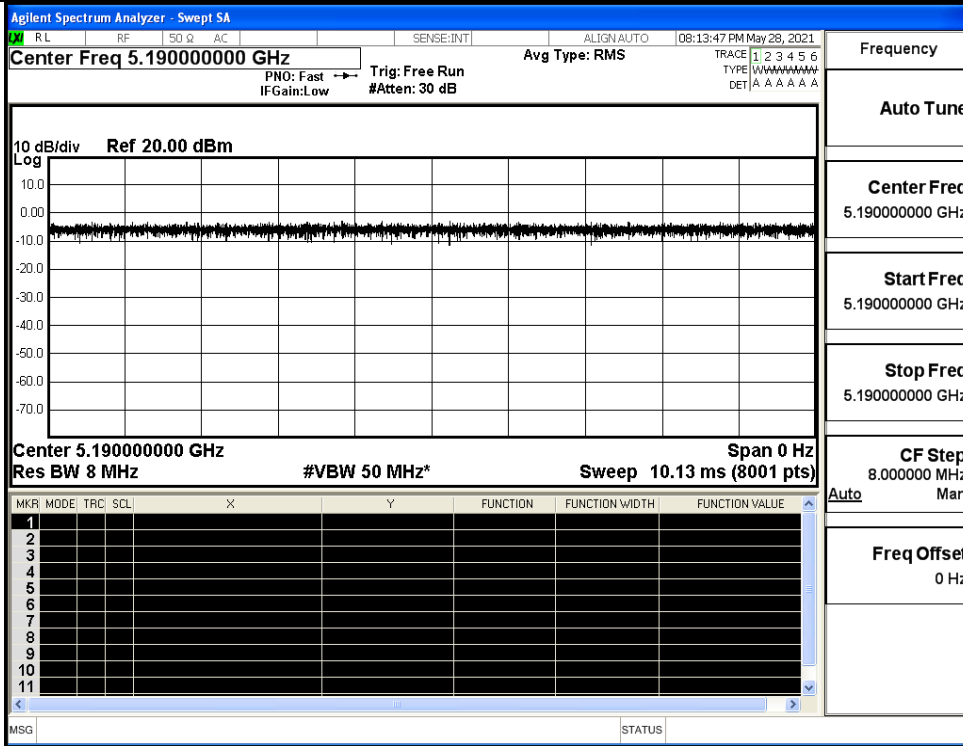 Agilent Spectrum Analyzer - Swept SA
LXI RL RF 50 Ω AC SENSE:INT ALIGN AUTO 08:13:47 PM May 28, 2021
Center Freq 5.190000000 GHz Avg Type: RMS TRACE 1 2 3 4 5 6
PNO: Fast Trig: Free Run TYPE WWWWWW
IFGain:Low #Atten: 30 dB DET A A A A A A
10 dB/div Ref 20.00 dBm
Log
10.0
0.00
-10.0
-20.0
-30.0
-40.0
-50.0
-60.0
-70.0
Center 5.190000000 GHz Span 0 Hz
Res BW 8 MHz #VBW 50 MHz* Sweep 10.13 ms (8001 pts)
MKR MODE TRC SCL X Y FUNCTION FUNCTION WIDTH FUNCTION VALUE
1
2
3
4
5
6
7
8
9
10
11
MSG STATUS
Frequency
Auto Tune
Center Freq
5.190000000 GHz
Start Freq
5.190000000 GHz
Stop Freq
5.190000000 GHz
CF Step
8.000000 MHz
Auto Man
Freq Offset
0 Hz